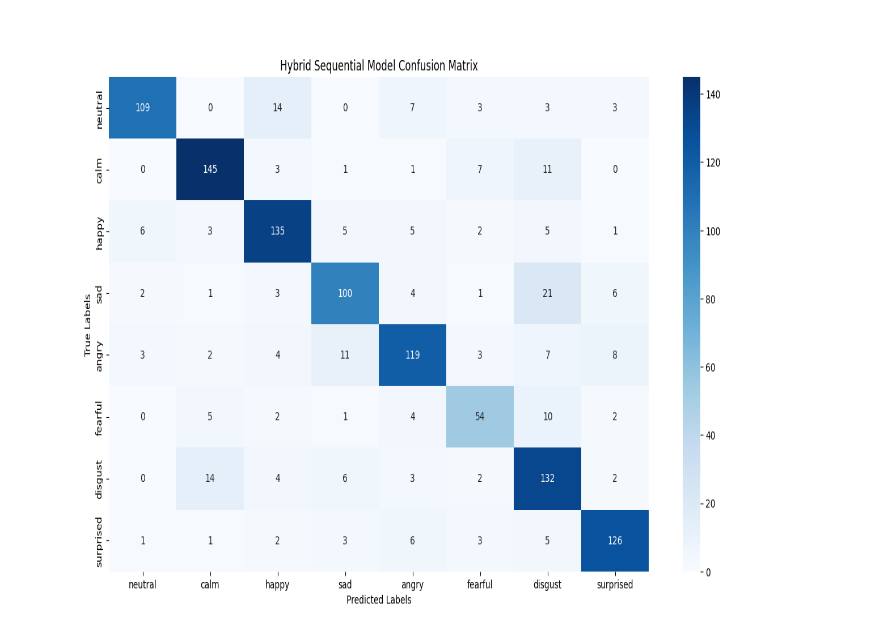 Hybrid Sequential Model Confusion Matrix
neutral 109 0 14 0 7 3 3 3
calm 0 145 3 1 1 7 11 0
happy 6 3 135 5 5 2 5 1
sad 2 1 3 100 4 1 21 6
angry 3 2 4 11 119 3 7 8
fearful 0 5 2 1 4 54 10 2
disgust 0 14 4 6 3 2 132 2
surprised 1 1 2 3 6 3 5 126
neutral calm happy sad angry fearful disgust surprised
Predicted Labels
True Labels
140
120
100
80
60
40
20
0